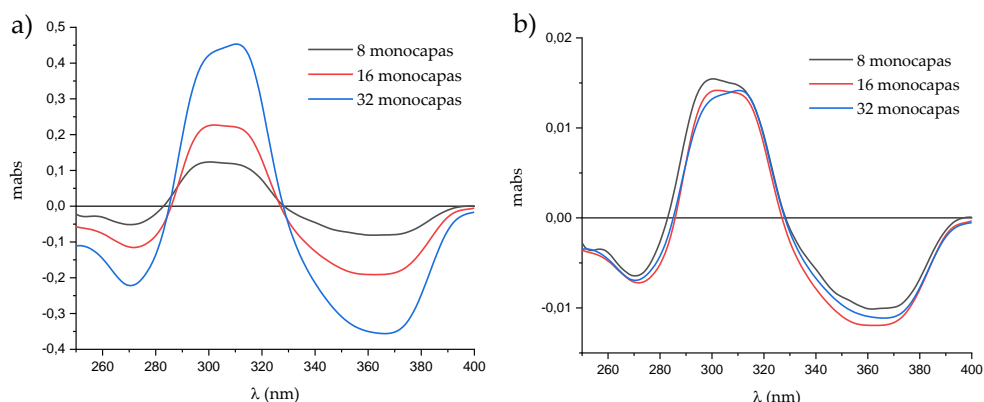 a)
0,5
0,4
0,3
0,2
0,1
0,0
-0,1
-0,2
-0,3
-0,4
mabs
8 monocapas
16 monocapas
32 monocapas
260 280 300 320 340 360 380 400
λ (nm)
b)
0,02
0,01
0,00
-0,01
mabs
8 monocapas
16 monocapas
32 monocapas
260 280 300 320 340 360 380 400
λ (nm)